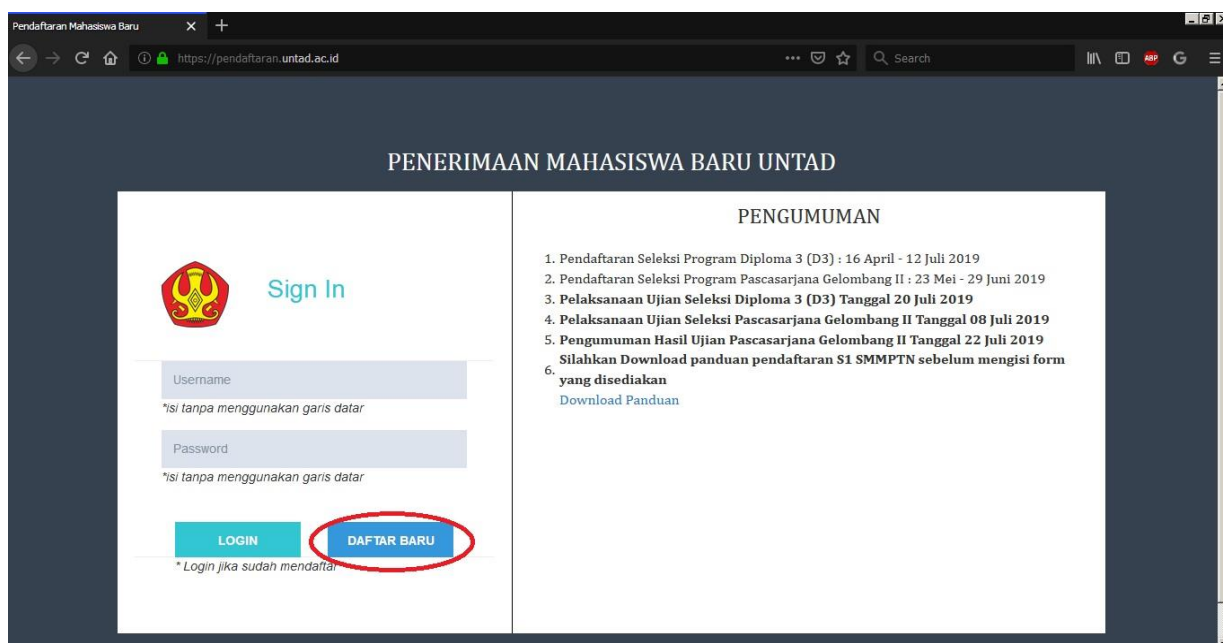 Pendaftaran Mahasiswa Baru
https://pendaftaran.untad.ac.id
Search
ABP
G
PENERIMAAN MAHASISWA BARU UNTAD
Sign In
Username
*isi tanpa menggunakan garis datar
Password
*isi tanpa menggunakan garis datar
LOGIN
DAFTAR BARU
* Login jika sudah mendaftar
PENGUMUMAN
1. Pendaftaran Seleksi Program Diploma 3 (D3) : 16 April - 12 Juli 2019
2. Pendaftaran Seleksi Program Pascasarjana Gelombang II : 23 Mei - 29 Juni 2019
3. Pelaksanaan Ujian Seleksi Diploma 3 (D3) Tanggal 20 Juli 2019
4. Pelaksanaan Ujian Seleksi Pascasarjana Gelombang II Tanggal 08 Juli 2019
5. Pengumuman Hasil Ujian Pascasarjana Gelombang II Tanggal 22 Juli 2019
6. Silahkan Download panduan pendaftaran S1 SMMPTN sebelum mengisi form
yang disediakan
Download Panduan